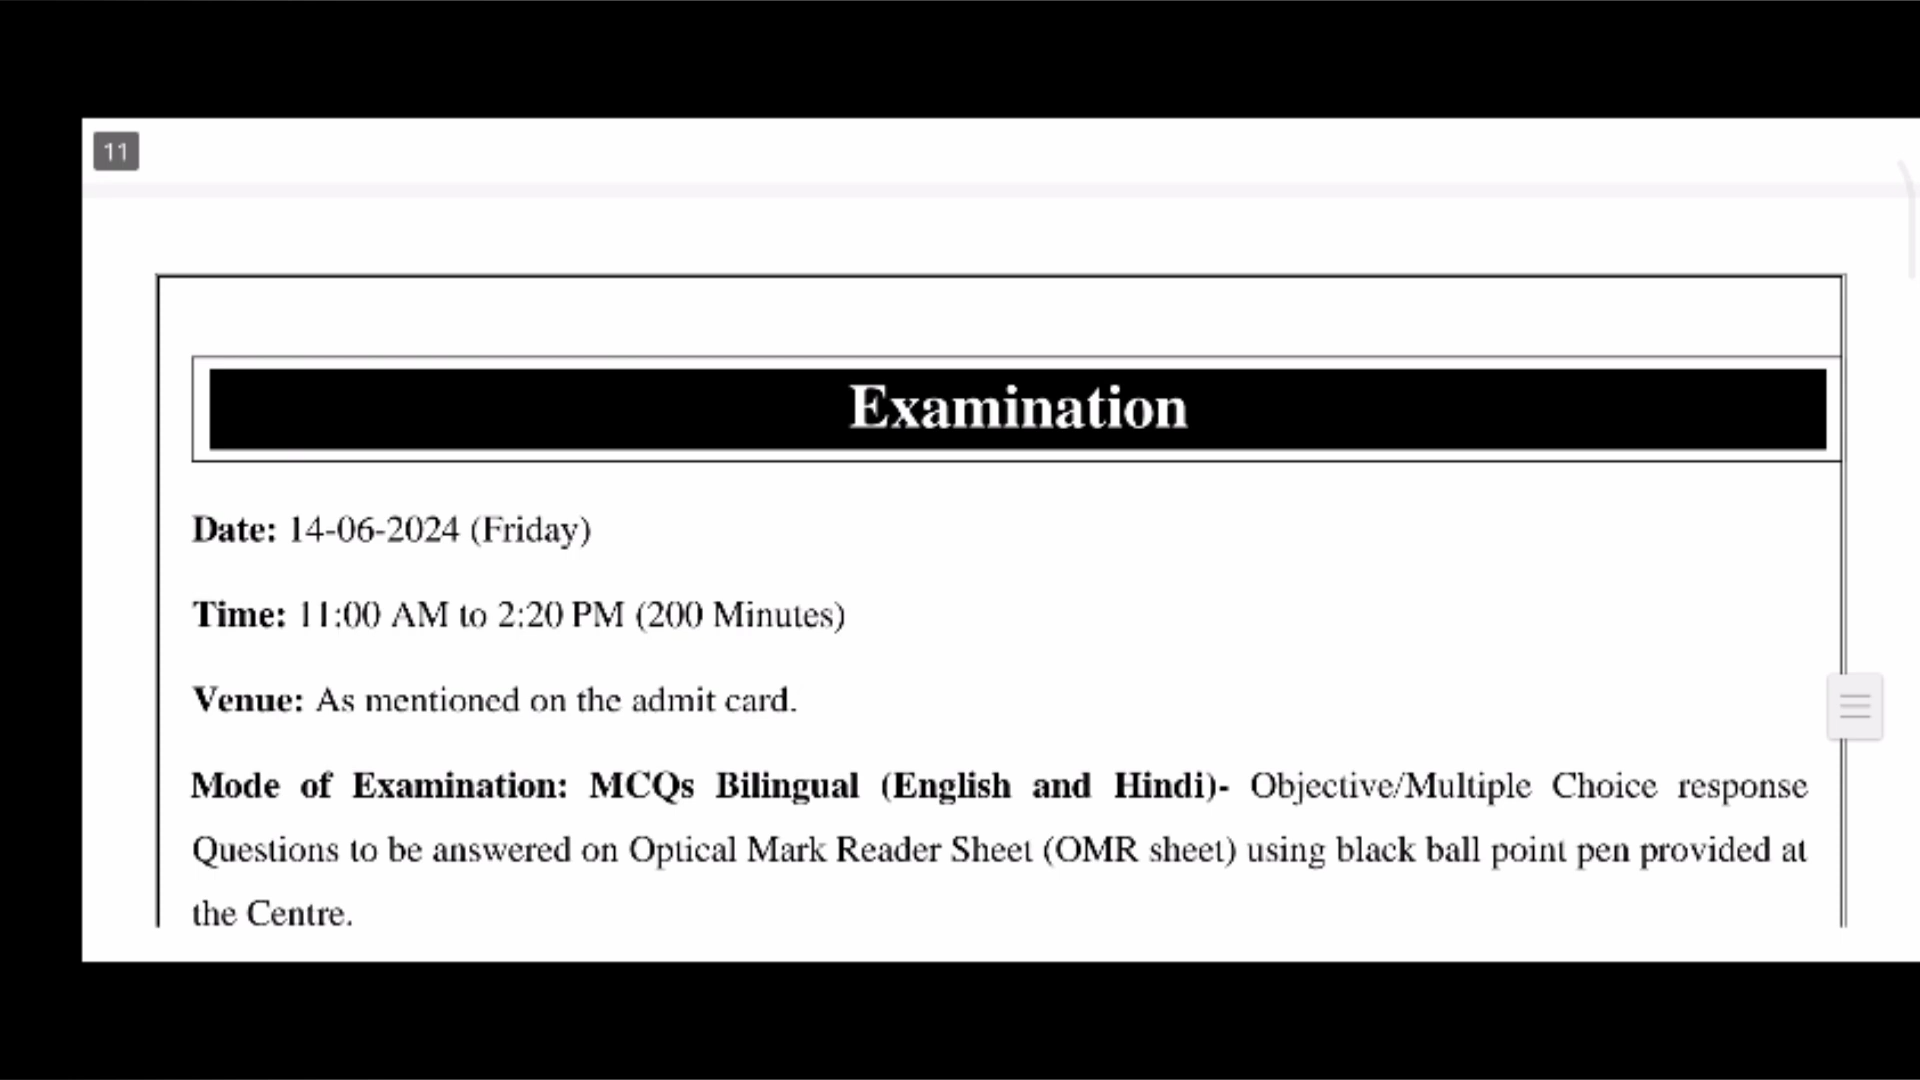 11
Examination
Date: 14-06-2024 (Friday)
Time: 11:00 AM to 2:20 PM (200 Minutes)
Venue: As mentioned on the admit card.
Mode of Examination: MCQs Bilingual (English and Hindi)- Objective/Multiple Choice response
Questions to be answered on Optical Mark Reader Sheet (OMR sheet) using black ball point pen provided at
the Centre.